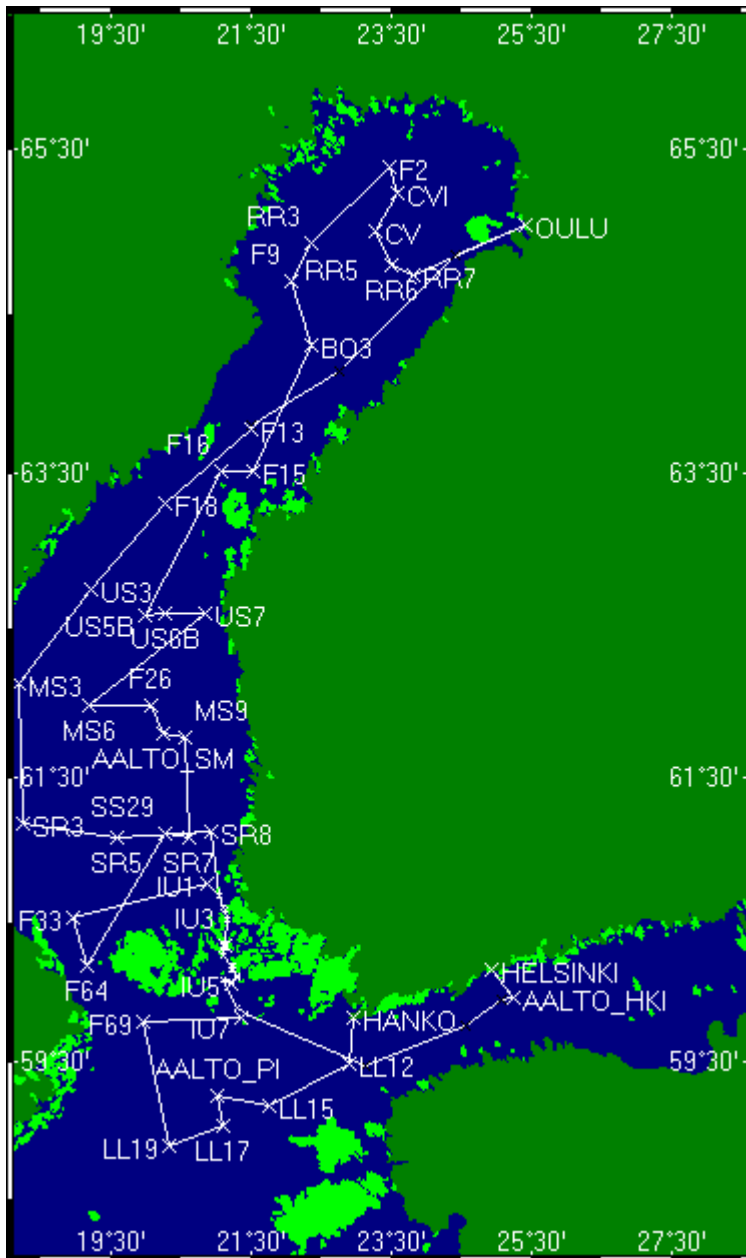 19°30' 21°30' 23°30' 25°30' 27°30'
65°30' 65°30'
F2
CVI
RR3
OULU
CV
F9
RR5
RR6 RR7
BO3
F13
F16
63°30' F15 63°30'
F18
US3
US5B
US6B
US7
MS3
F26
MS6
MS9
AALTO_SM
61°30' 61°30'
SS29
SR3 SR8
SR5 SR7
IU1
F33 IU3
HELSINKI
F64 IU5
AALTO_HKI
F69 IU7 HANKO
59°30' 59°30'
AALTO_PI LL12
LL15
LL19 LL17
19°30' 21°30' 23°30' 25°30' 27°30'